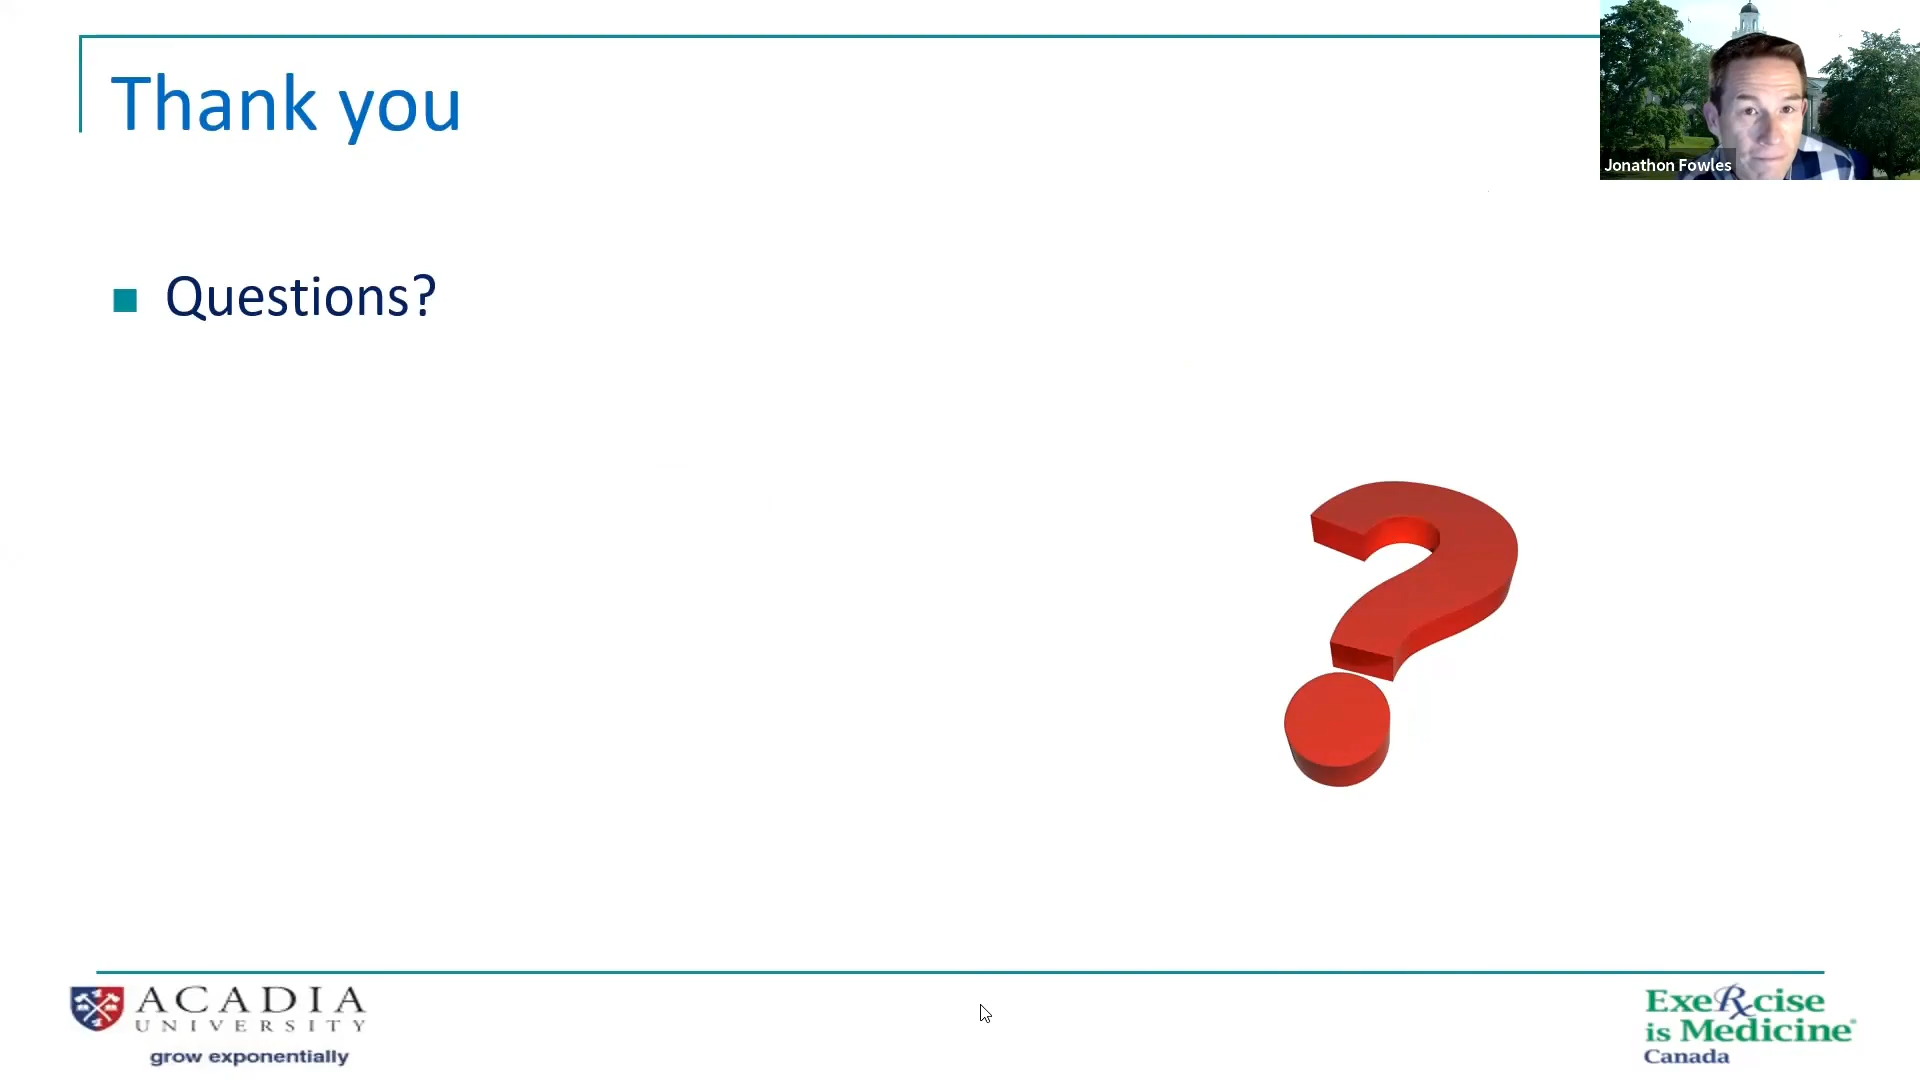 Thank you
Jonathon Fowles
Questions?
ACADIA
UNIVERSITY
grow exponentially
ExeRcise
is Medicine®
Canada